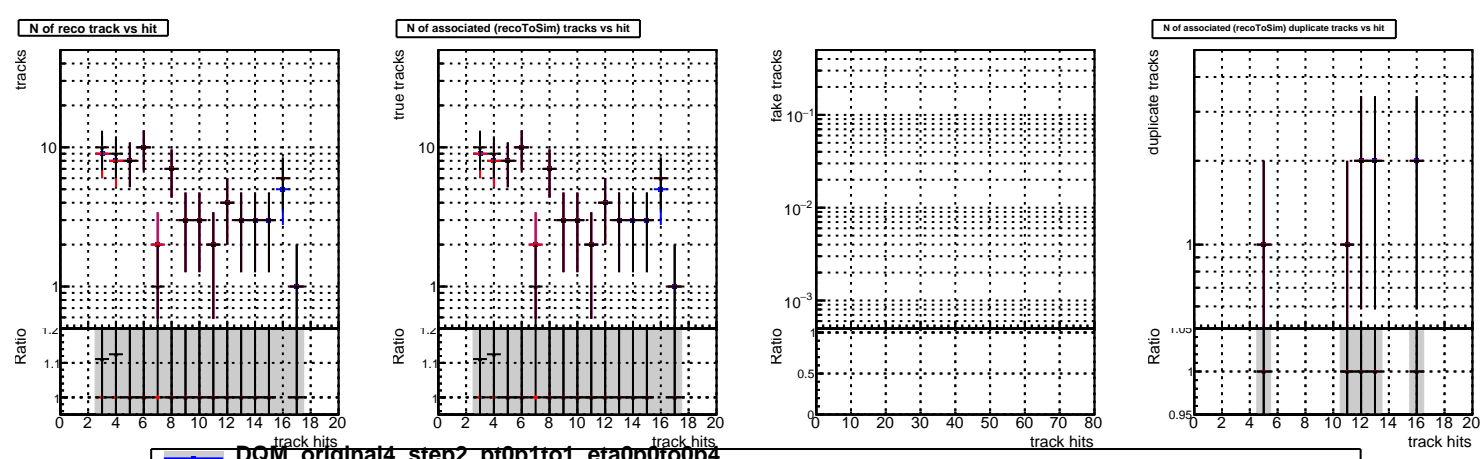 N of reco track vs hit
tracks
10
1
Ratio
1.2
1.1
1
0 2 4 6 8 10 12 14 16 18 20
track hits
N of associated (recoToSim) tracks vs hit
true tracks
10
1
Ratio
1.2
1.1
1
0 2 4 6 8 10 12 14 16 18 20
track hits
fake tracks
10−1
10−2
10−3
Ratio
1
0.5
0
0 10 20 30 40 50 60 70 80
N of associated (recoToSim) duplicate tracks vs hit
duplicate tracks
1
Ratio
1.05
1
0.95
0 2 4 6 8 10 12 14 16 18 20
track hits
DQM_original4_step2_pt0p1to1_eta0p0to0p4